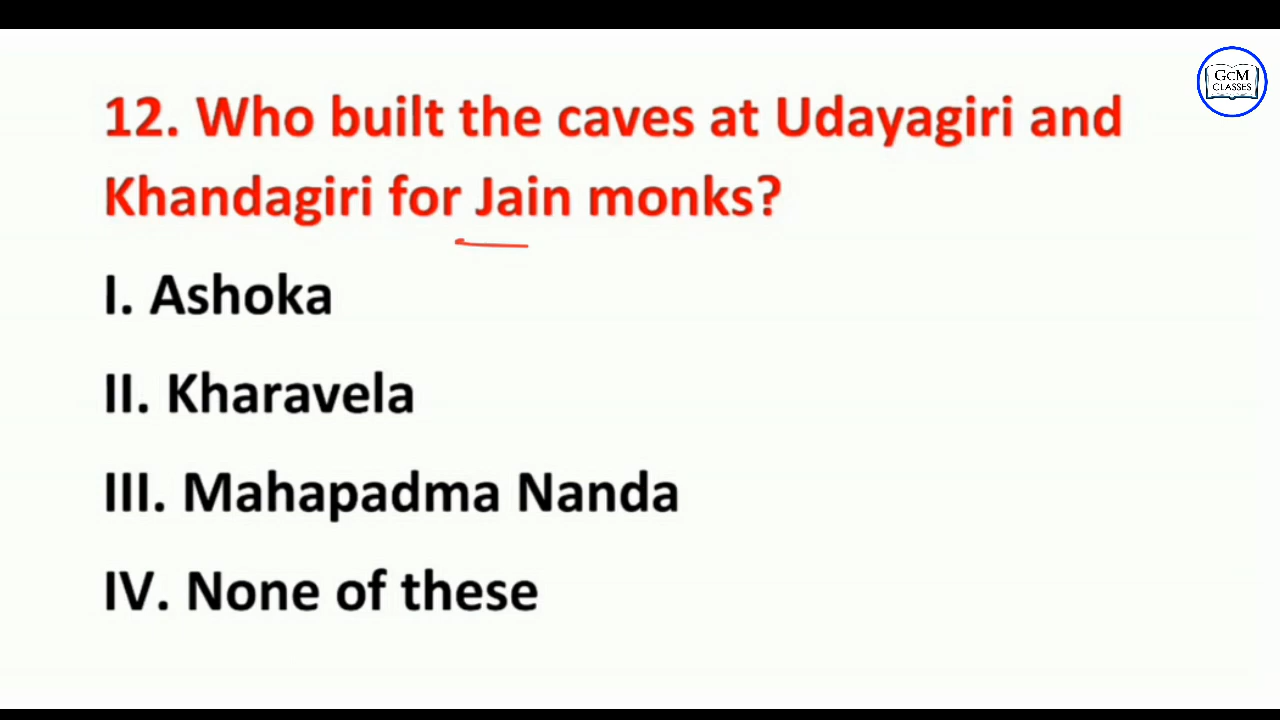 GCM
CLASSES
12. Who built the caves at Udayagiri and
Khandagiri for Jain monks?
I. Ashoka
II. Kharavela
III. Mahapadma Nanda
IV. None of these